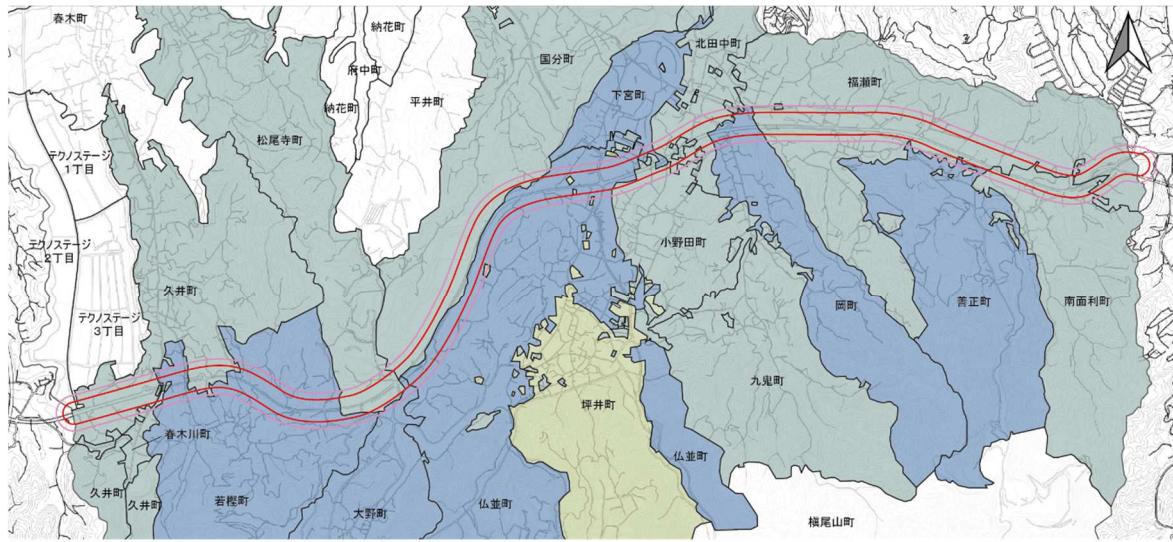 春木町
納花町
府中町
納花町
平井町
国分町
北田中町
下宮町
福瀬町
松尾寺町
テクノステージ
1丁目
テクノステージ
2丁目
テクノステージ
3丁目
久井町
小野田町
岡町
善正町
南面利町
九鬼町
坪井町
春木川町
仏並町
久井町
久井町
若樫町
大野町
仏並町
槇尾山町